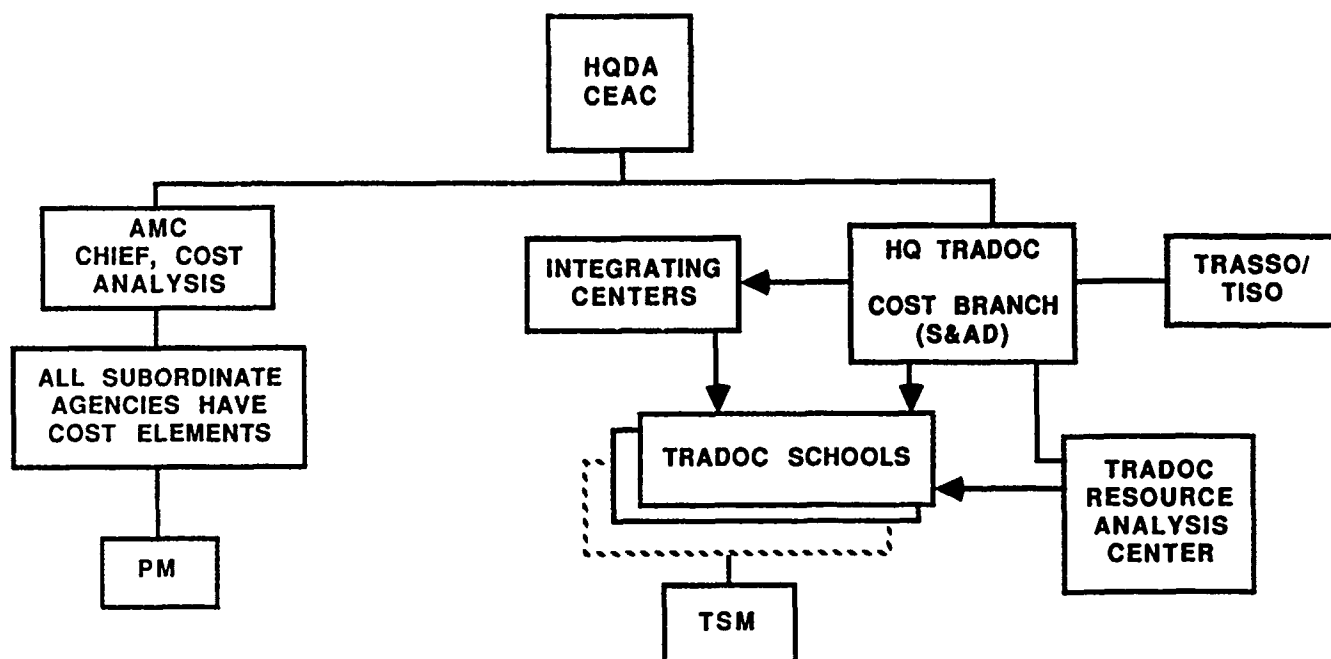 HQDA
CEAC
AMC
CHIEF, COST
ANALYSIS
INTEGRATING
CENTERS
HQ TRADOC
COST BRANCH
(S&AD)
TRASSO/
TISO
ALL SUBORDINATE
AGENCIES HAVE
COST ELEMENTS
TRADOC SCHOOLS
TRADOC
RESOURCE
ANALYSIS
CENTER
PM
TSM